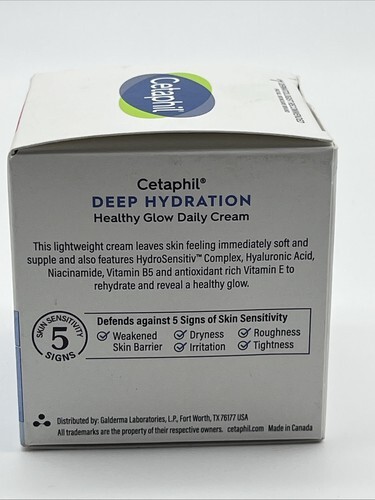 Cetaphil®
Cetaphil®
DEEP HYDRATION
Healthy Glow Daily Cream
This lightweight cream leaves skin feeling immediately soft and
supple and also features HydroSensitiv™ Complex, Hyaluronic Acid,
Niacinamide, Vitamin B5 and antioxidant rich Vitamin E to
rehydrate and reveal a healthy glow.
SKIN SENSITIVITY
5
SIGNS
Defends against 5 Signs of Skin Sensitivity
Weakened Skin Barrier
Dryness
Irritation
Roughness
Tightness
Distributed by: Galderma Laboratories, L.P., Fort Worth, TX 76177 USA
All trademarks are the property of their respective owners. cetaphil.com Made in Canada